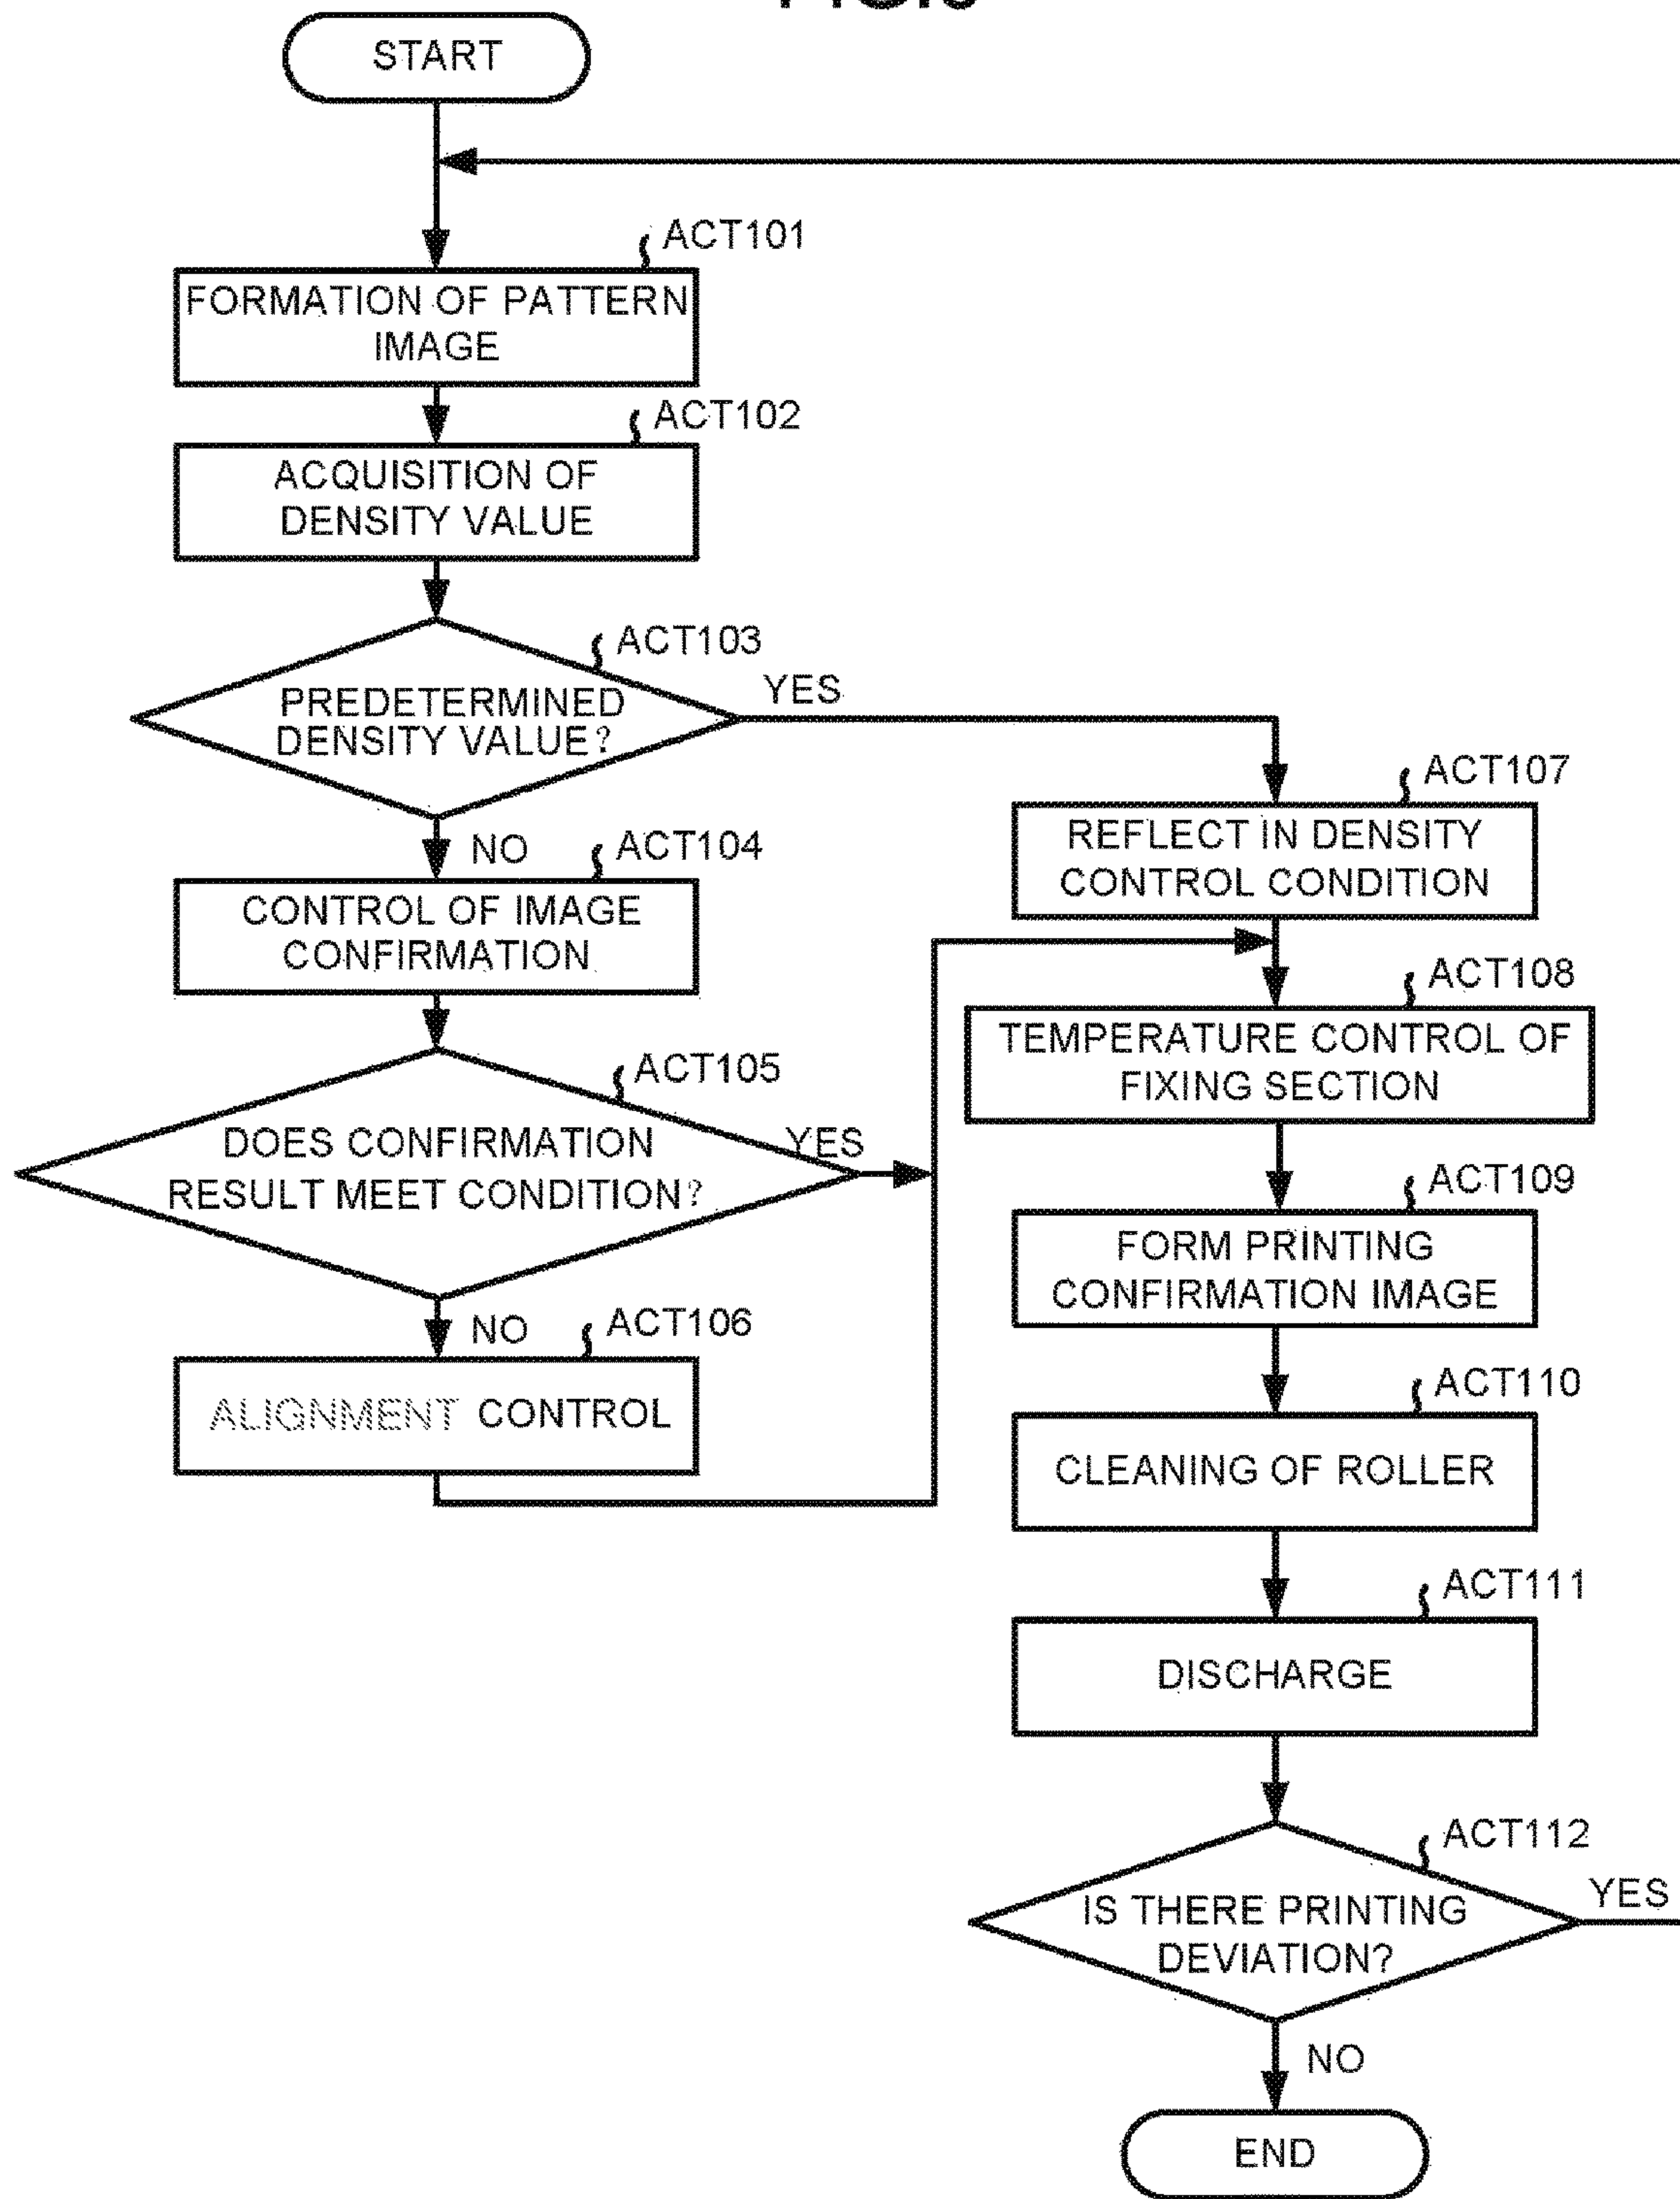 START
ACT101
FORMATION OF PATTERN
IMAGE
ACT102
ACQUISITION OF
DENSITY VALUE
ACT103
PREDETERMINED
DENSITY VALUE?
YES
NO
ACT104
CONTROL OF IMAGE
CONFIRMATION
ACT105
DOES CONFIRMATION
RESULT MEET CONDITION?
YES
NO
ACT106
ALIGNMENT CONTROL
ACT107
REFLECT IN DENSITY
CONTROL CONDITION
ACT108
TEMPERATURE CONTROL OF
FIXING SECTION
ACT109
FORM PRINTING
CONFIRMATION IMAGE
ACT110
CLEANING OF ROLLER
ACT111
DISCHARGE
ACT112
IS THERE PRINTING
DEVIATION?
YES
NO
END